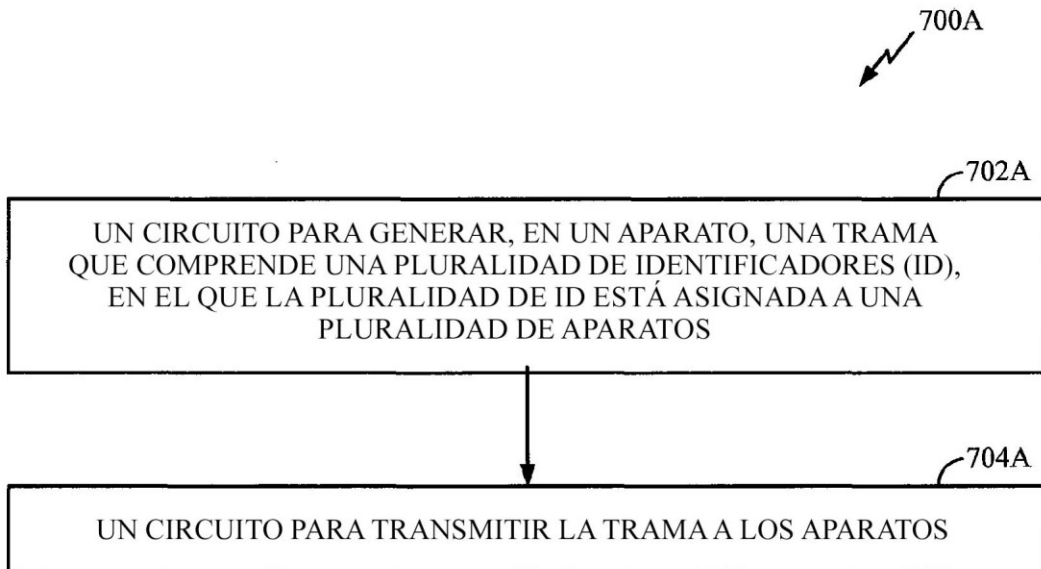 700A
702A
UN CIRCUITO PARA GENERAR, EN UN APARATO, UNA TRAMA
QUE COMPRENDE UNA PLURALIDAD DE IDENTIFICADORES (ID),
EN EL QUE LA PLURALIDAD DE ID ESTÁ ASIGNADA A UNA
PLURALIDAD DE APARATOS
704A
UN CIRCUITO PARA TRANSMITIR LA TRAMA A LOS APARATOS